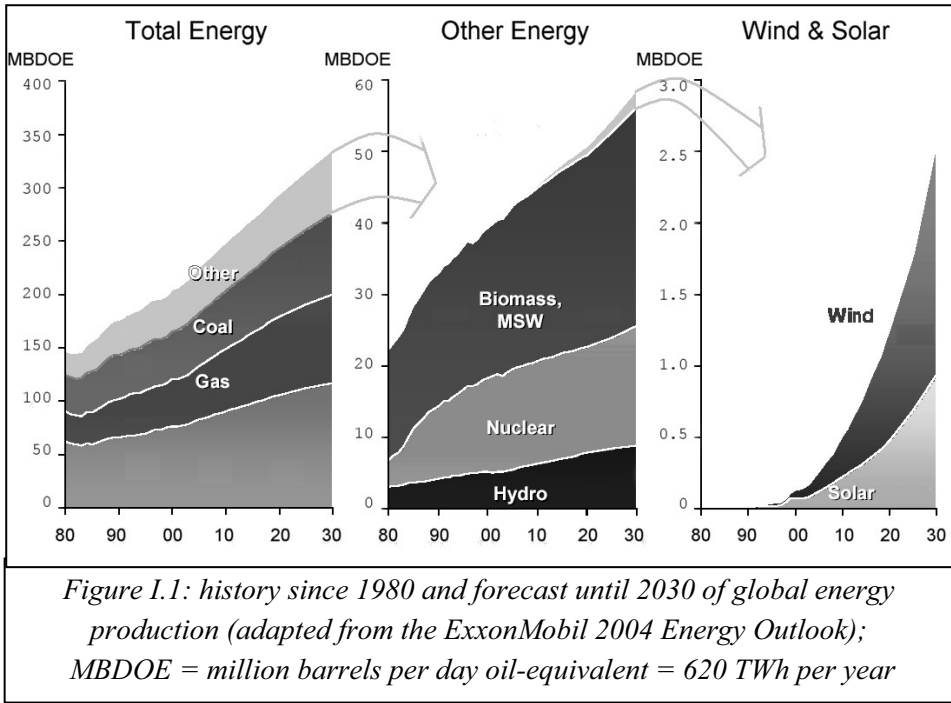 Total Energy
MBDOE
400
350
300
250
200
150
100
50
0
Other
Coal
Gas
80 90 00 10 20 30
Other Energy
MBDOE
60
50
40
30
20
10
0
Biomass,
MSW
Nuclear
Hydro
80 90 00 10 20 30
Wind & Solar
MBDOE
3.0
2.5
2.0
1.5
1.0
0.5
0
Wind
Solar
80 90 00 10 20 30
Figure I.1: history since 1980 and forecast until 2030 of global energy
production (adapted from the ExxonMobil 2004 Energy Outlook);
MBDOE = million barrels per day oil-equivalent = 620 TWh per year